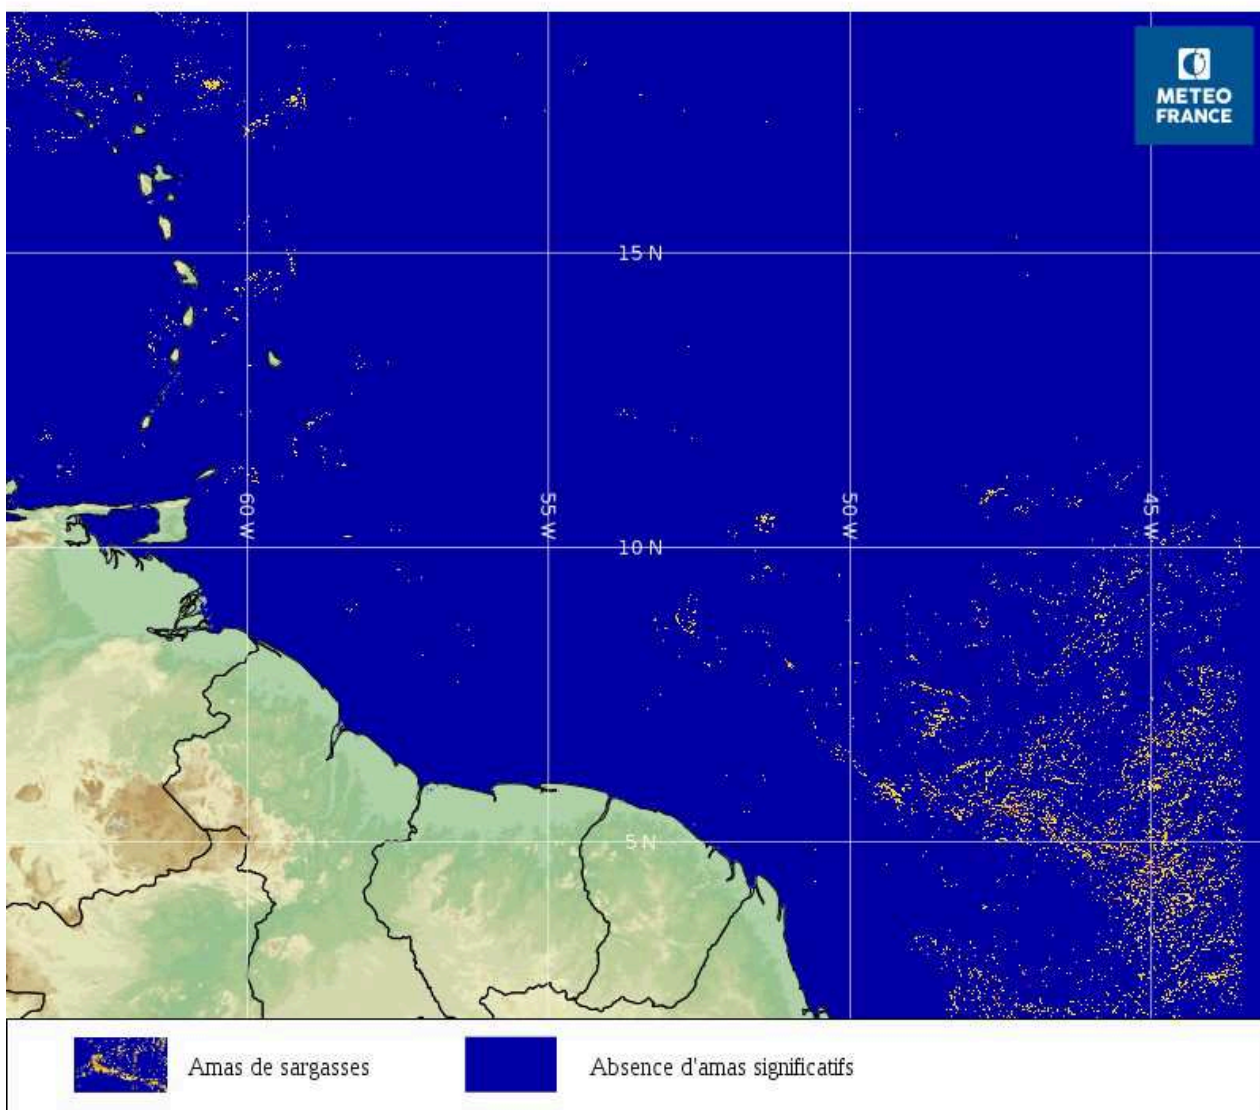 METEO
FRANCE
15 N
60 W
55 W
50 W
45 W
10 N
5 N
Amas de sargasses
Absence d'amas significatifs